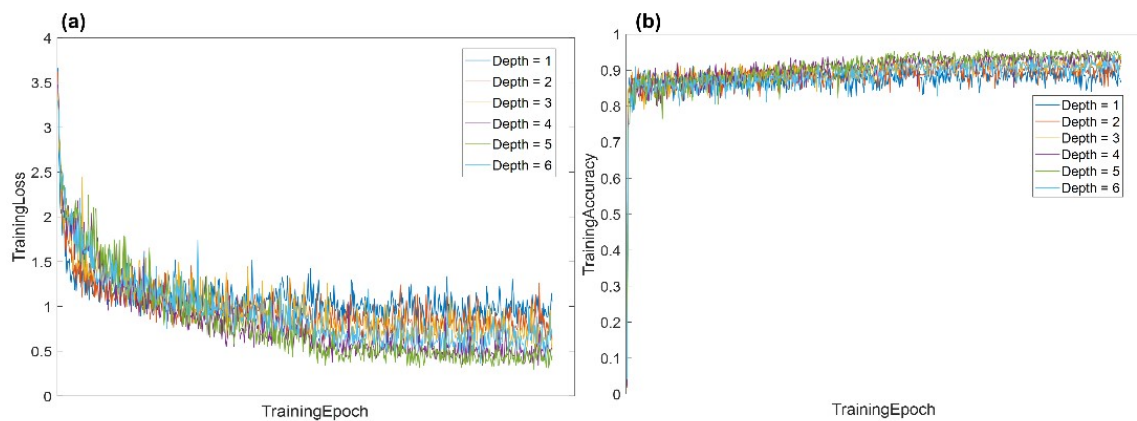 (a)
4
3.5
3
2.5
2
1.5
1
0.5
0
TrainingLoss
TrainingEpoch
Depth = 1
Depth = 2
Depth = 3
Depth = 4
Depth = 5
Depth = 6
(b)
1
0.9
0.8
0.7
0.6
0.5
0.4
0.3
0.2
0.1
0
TrainingAccuracy
TrainingEpoch
Depth = 1
Depth = 2
Depth = 3
Depth = 4
Depth = 5
Depth = 6